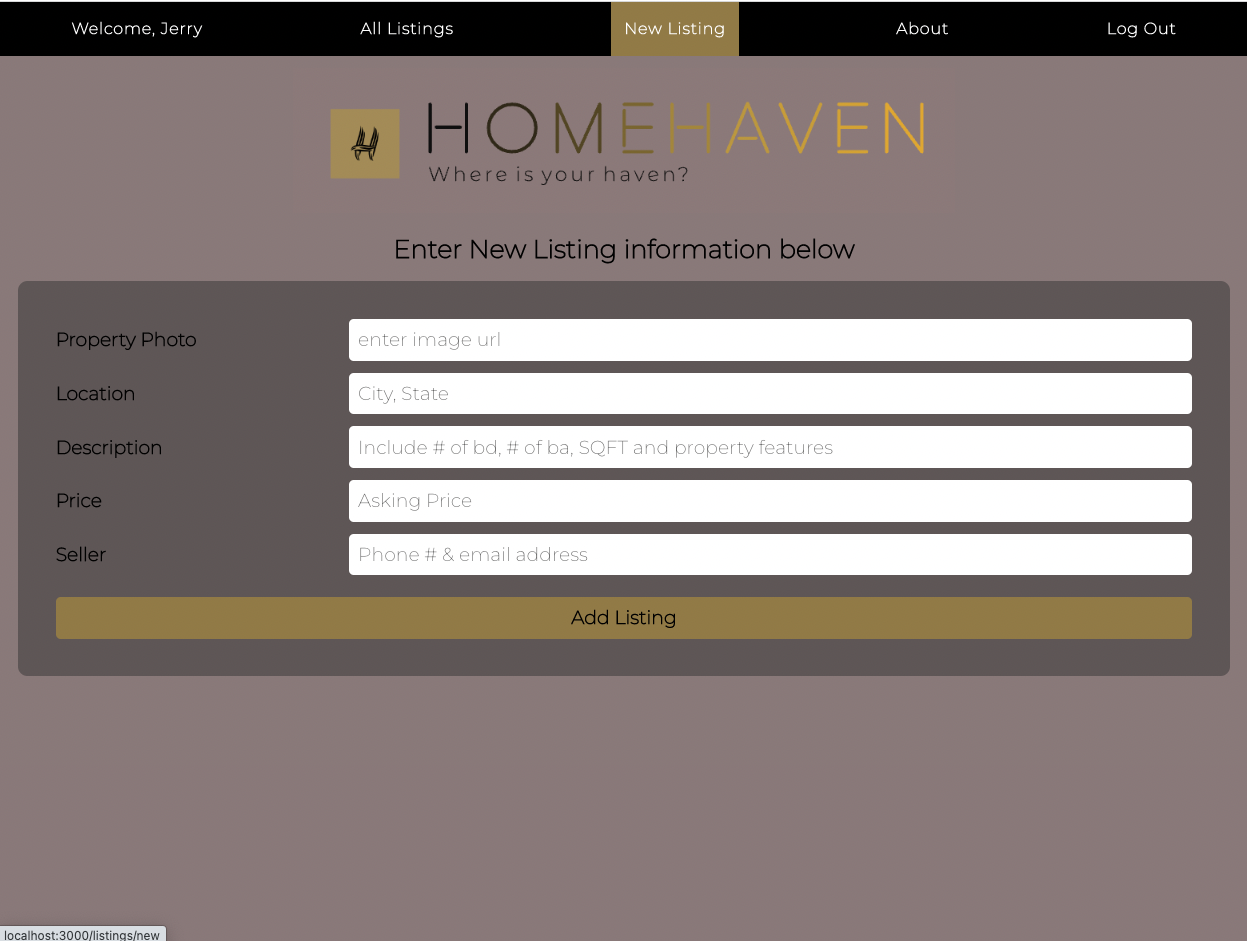 Welcome, Jerry All Listings New Listing About Log Out
HOMEHAVEN
Where is your haven?
Enter New Listing information below
Property Photo enter image url
Location City, State
Description Include # of bd, # of ba, SQFT and property features
Price Asking Price
Seller Phone # & email address
Add Listing
localhost:3000/listings/new